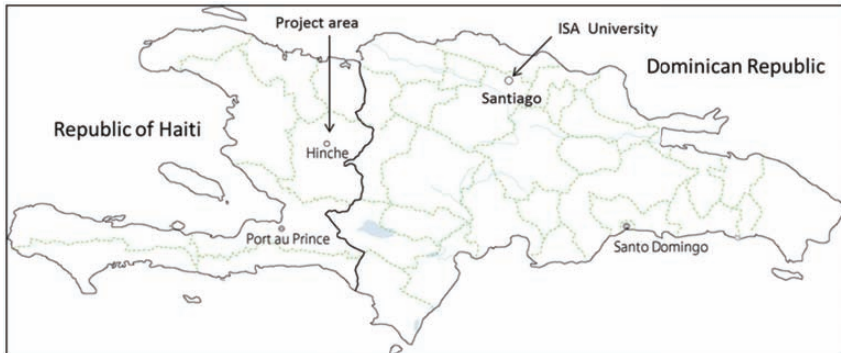 Project area
ISA University
Dominican Republic
Santiago
Republic of Haiti
Hinche
Port au Prince
Santo Domingo